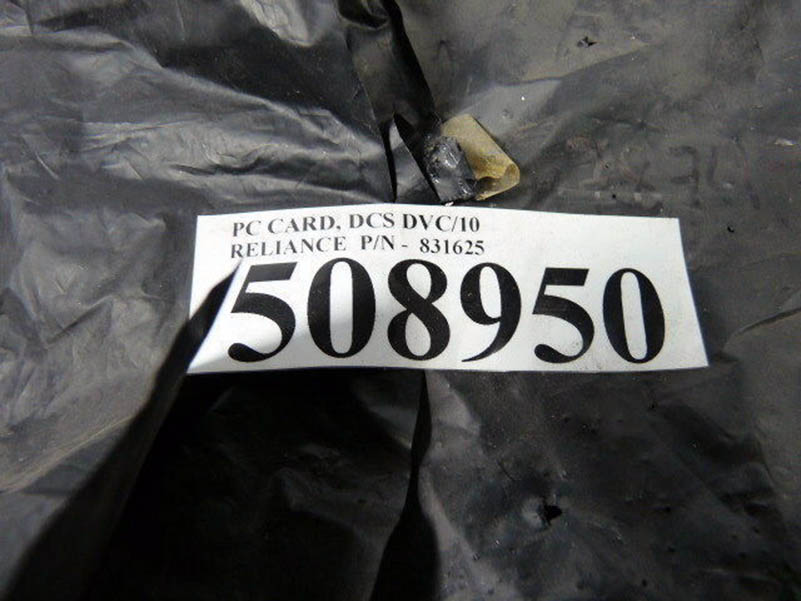 PC CARD, DCS DVC/10
RELIANCE P/N - 831625
508950